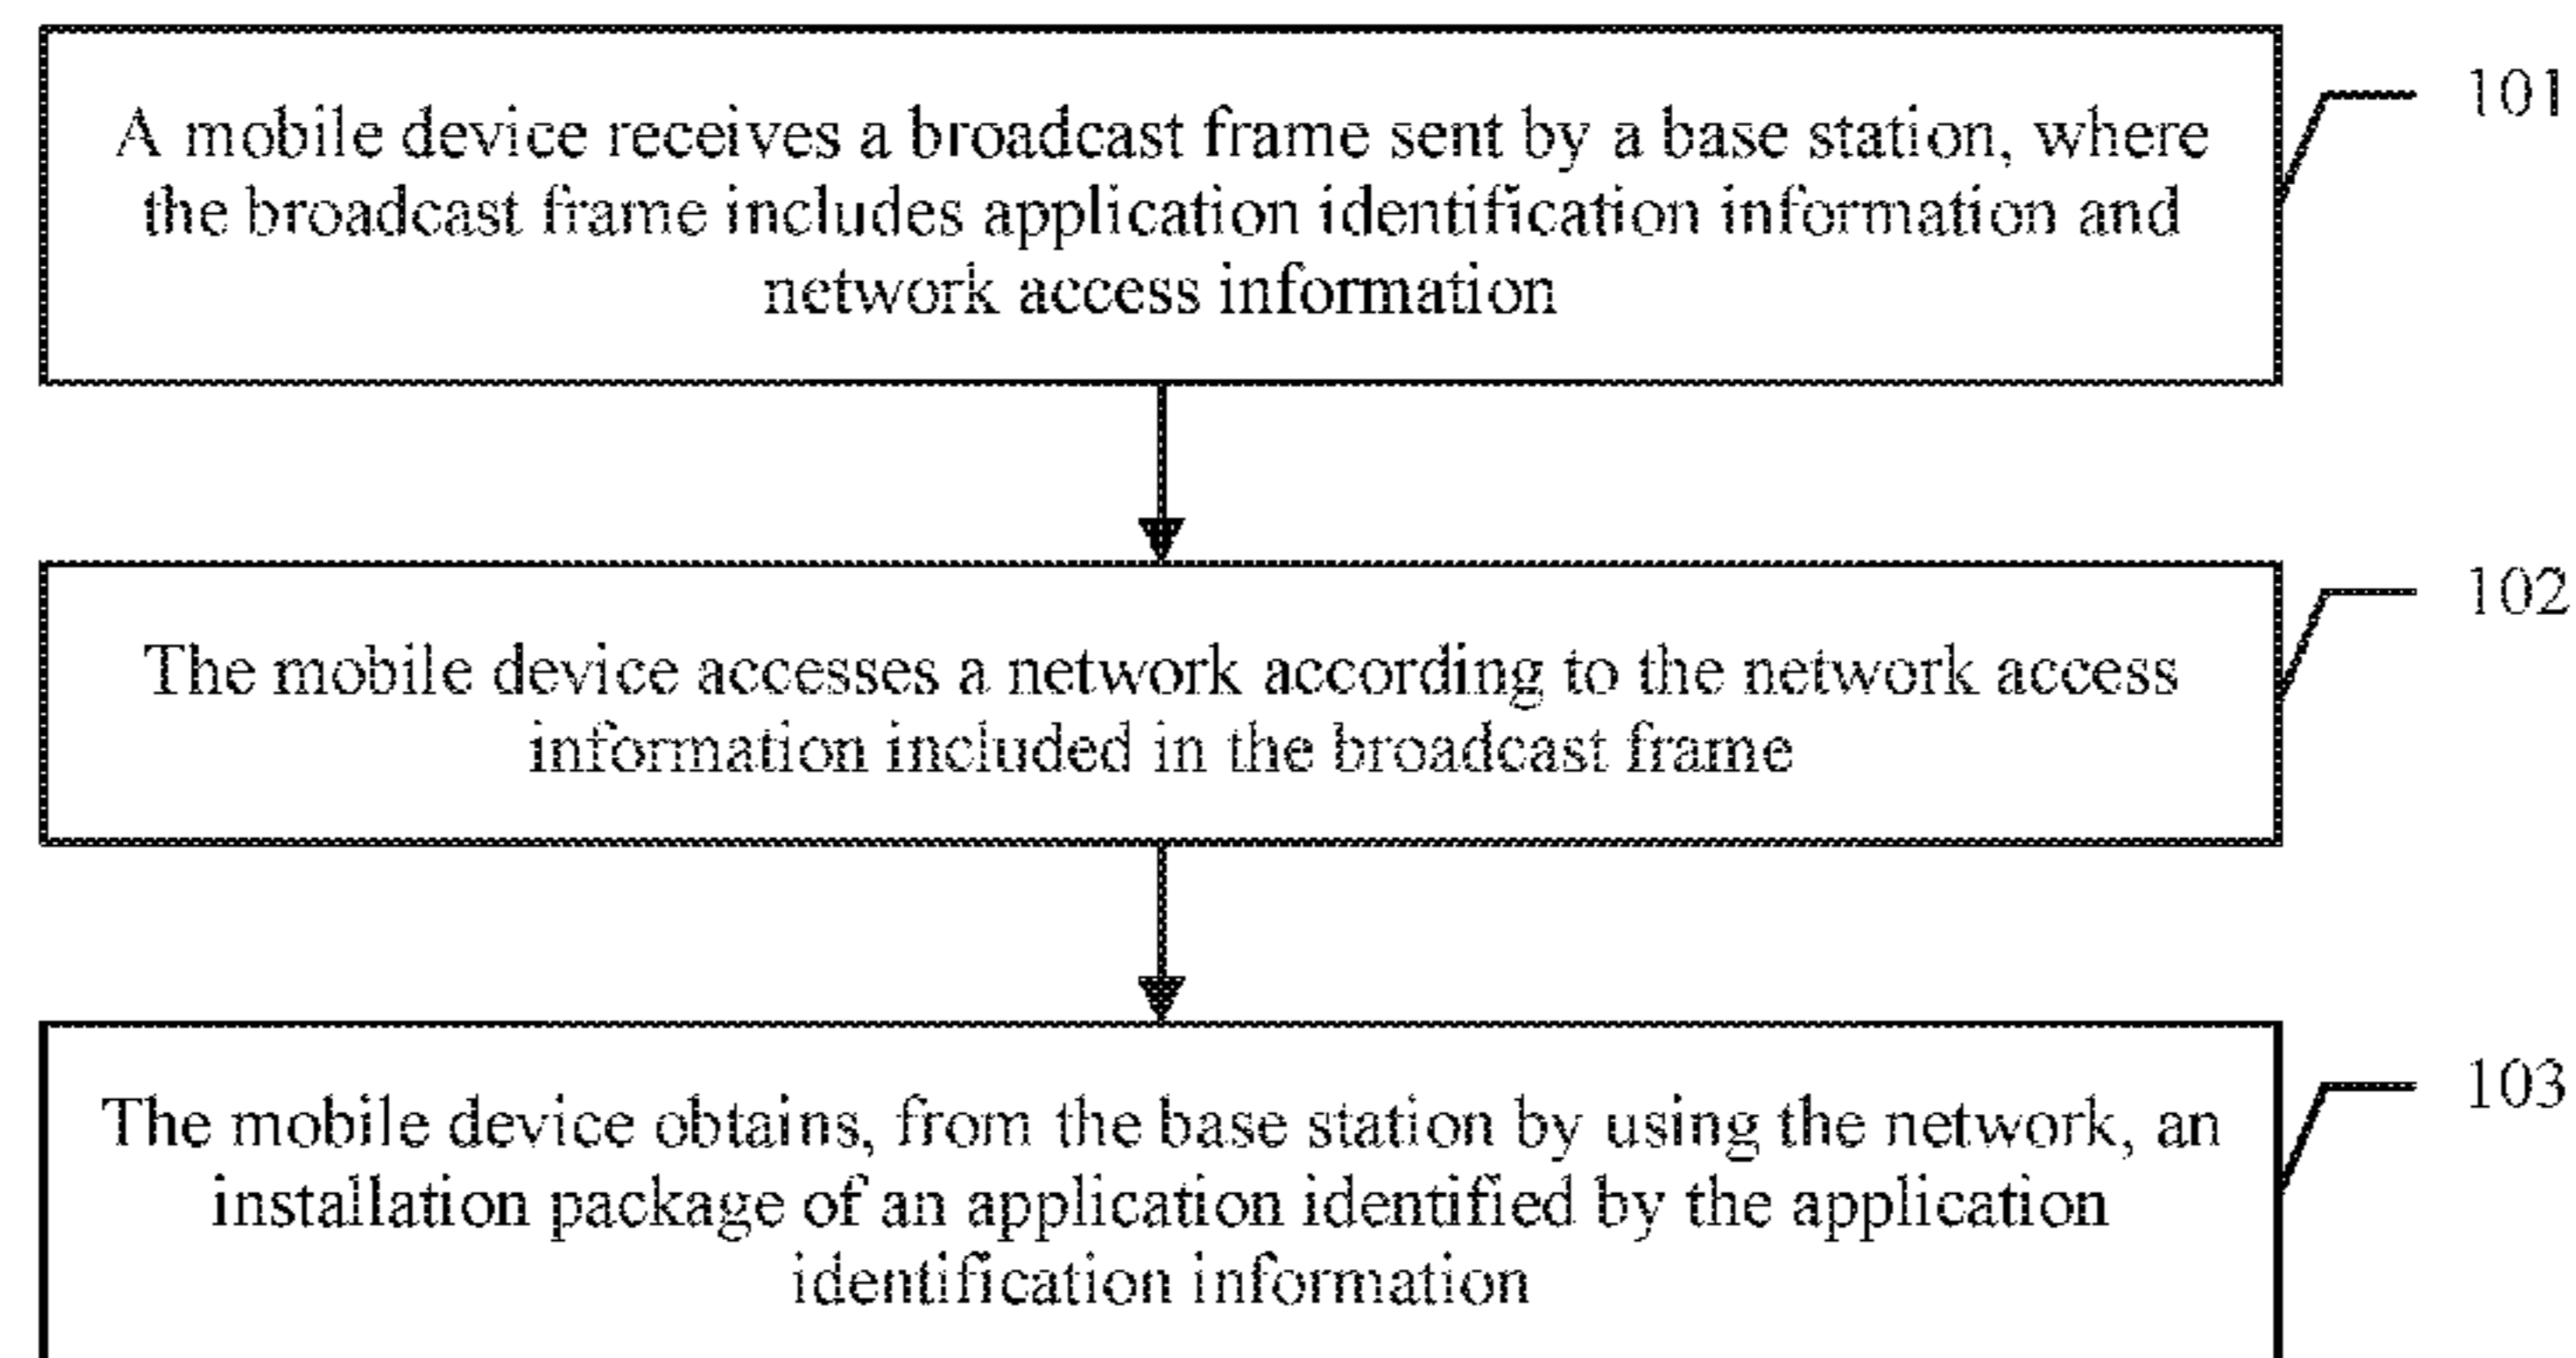 A mobile device receives a broadcast frame sent by a base station, where
the broadcast frame includes application identification information and
network access information
101
The mobile device accesses a network according to the network access
information included in the broadcast frame
102
The mobile device obtains, from the base station by using the network, an
installation package of an application identified by the application
identification information
103